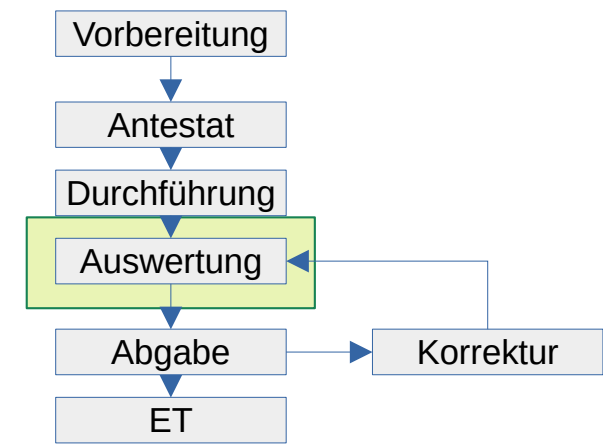 Vorbereitung
Antestat
Durchführung
Auswertung
Abgabe
Korrektur
ET